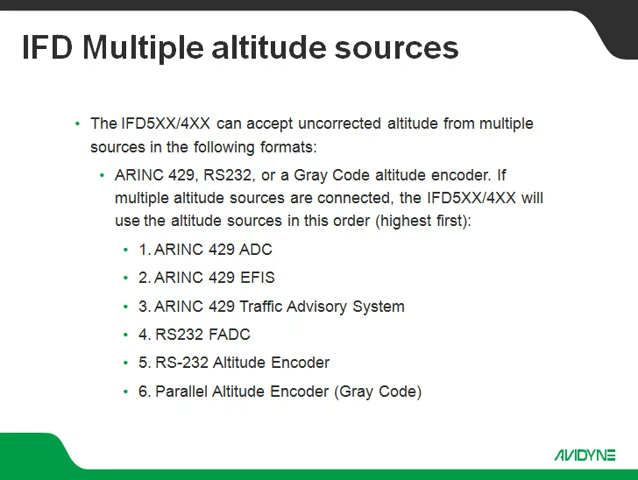 IFD Multiple altitude sources
• The IFD5XX/4XX can accept uncorrected altitude from multiple
sources in the following formats:
• ARINC 429, RS232, or a Gray Code altitude encoder. If
multiple altitude sources are connected, the IFD5XX/4XX will
use the altitude sources in this order (highest first):
• 1. ARINC 429 ADC
• 2. ARINC 429 EFIS
• 3. ARINC 429 Traffic Advisory System
• 4. RS232 FADC
• 5. RS-232 Altitude Encoder
• 6. Parallel Altitude Encoder (Gray Code)
AVIDYNE